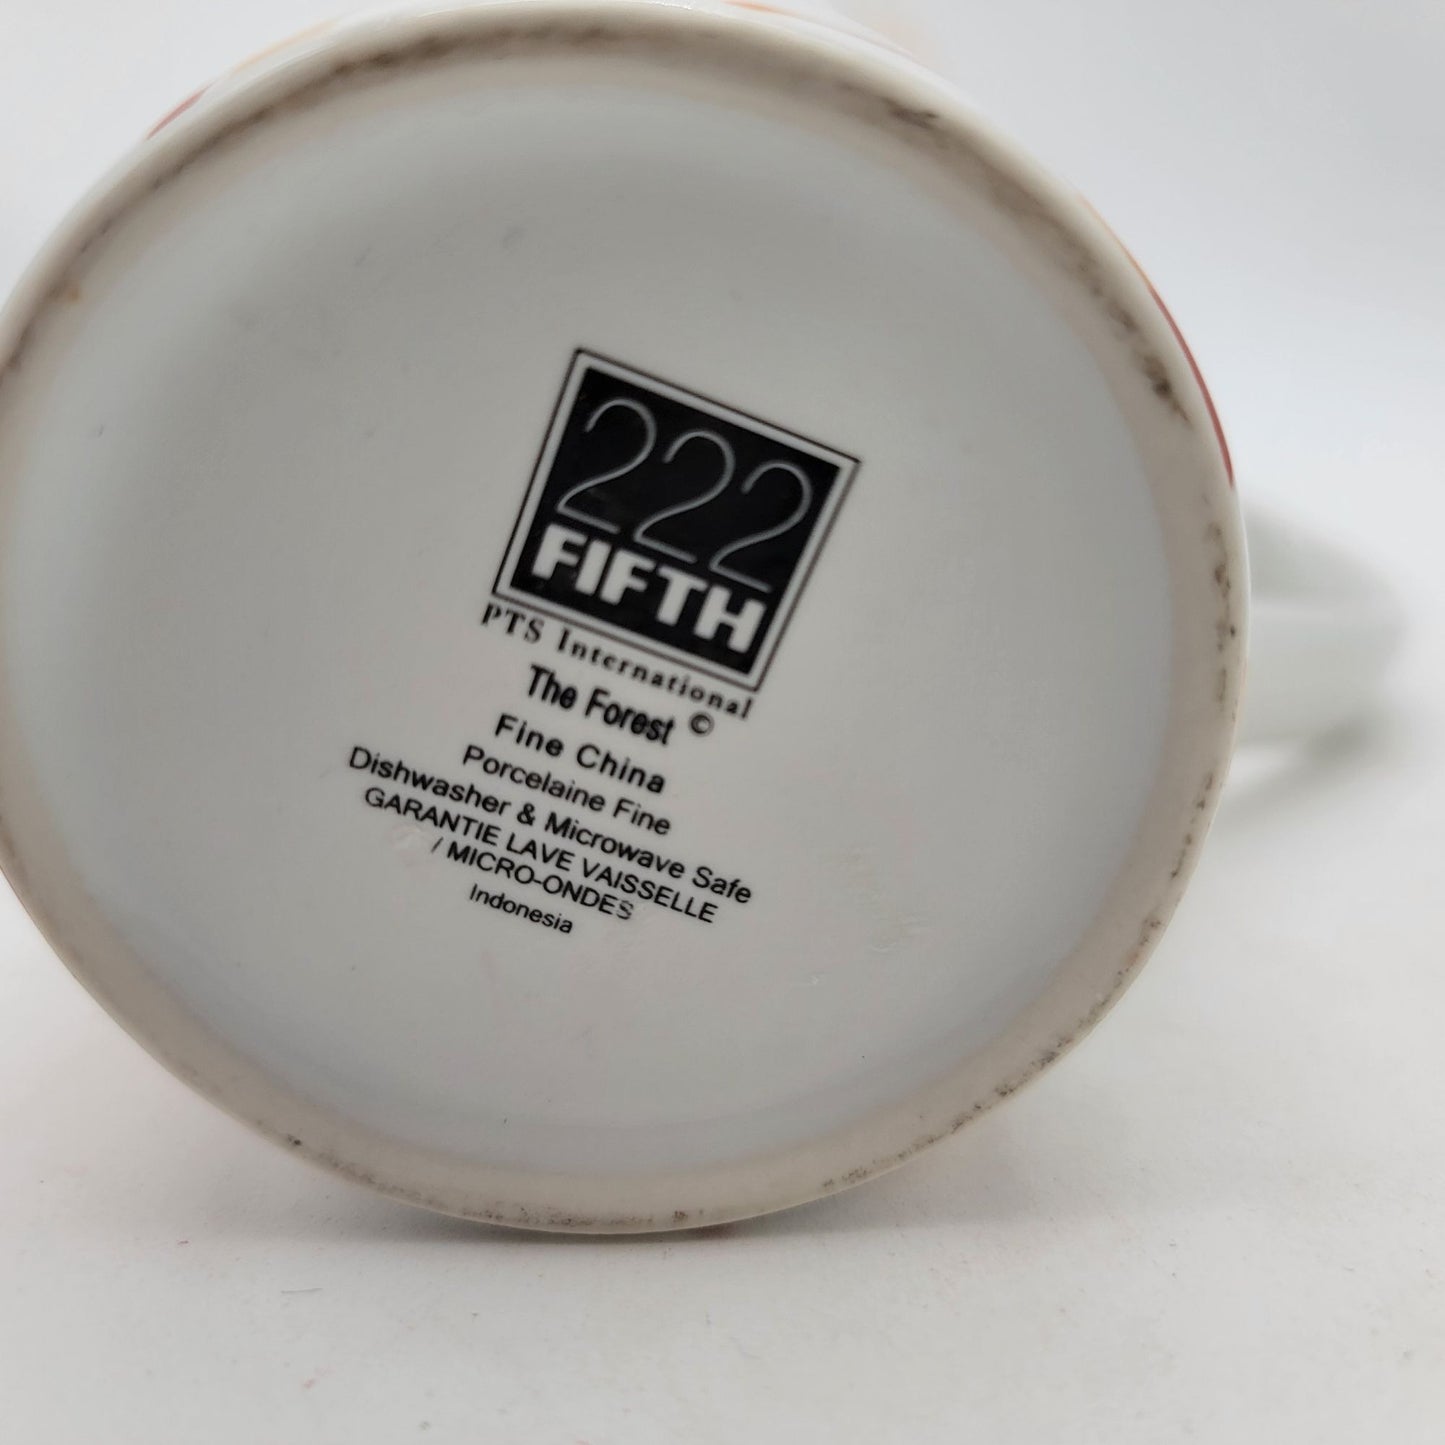 222
FIFTH
PTS International
The Forest ©
Fine China
Porcelaine Fine
Dishwasher & Microwave Safe
GARANTIE LAVE VAISSELLE
/ MICRO-ONDES
Indonesia